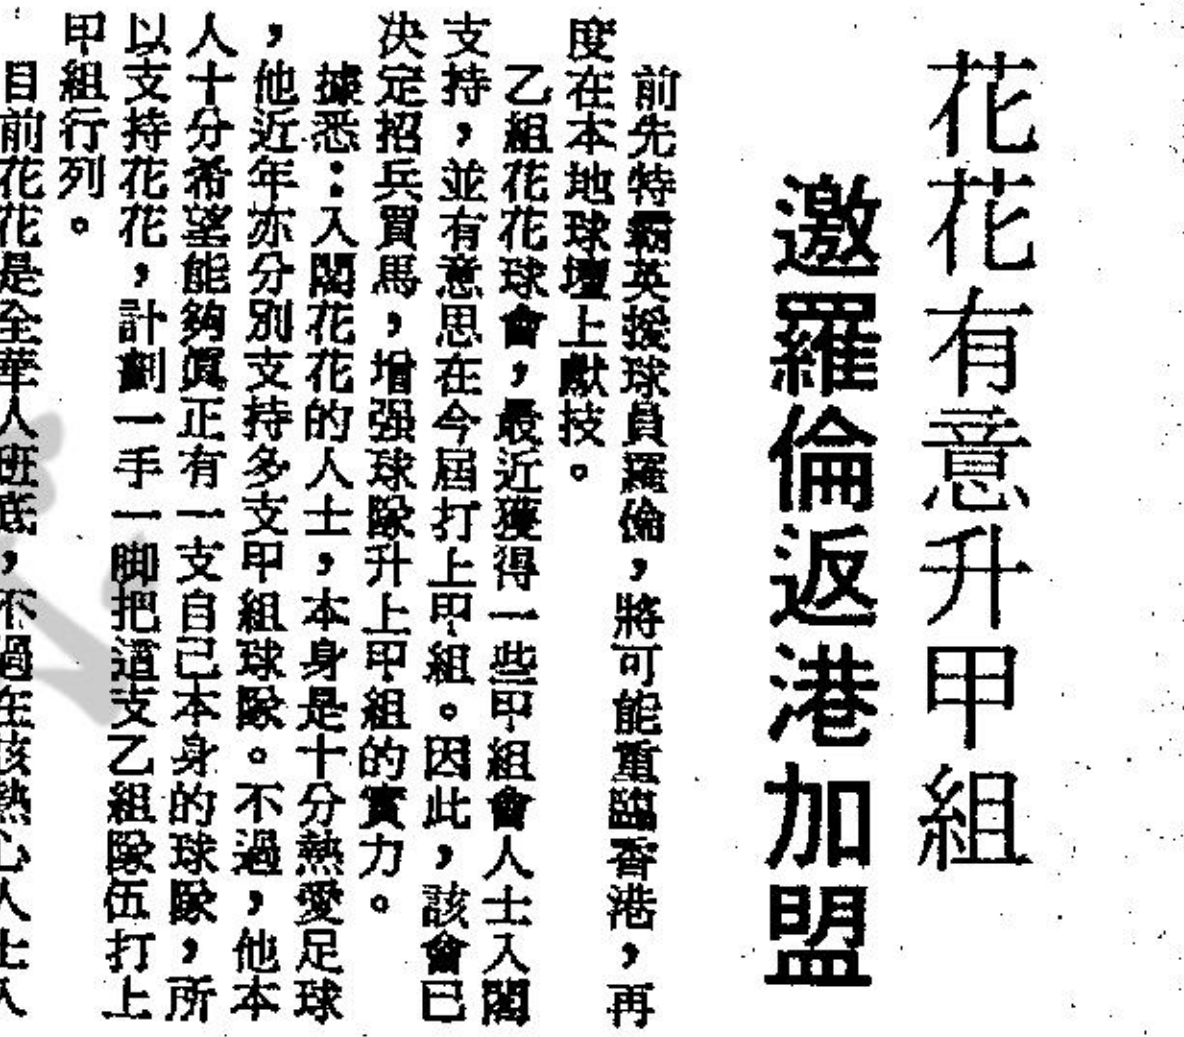 花花有意升甲組
邀羅倫返港加盟
前先特霸英援球員羅倫，將可能重臨香港，再
度在本地球壇上獻技。
乙組花花球會，最近獲得一些甲組會人士入閣
支持，並有意思在今屆打上甲組。因此，該會已
決定招兵買馬，增强球隊升上甲組的實力。
據悉：入閣花花的人士，本身是十分熱愛足球
，他近年亦分別支持多支甲組球隊。不過，他本
人十分希望能夠眞正有一支自己本身的球隊，所
以支持花花，計劃一手一脚把這支乙組隊伍打上
甲組行列。
目前花花是全華人班底，不過在該熱心人士入